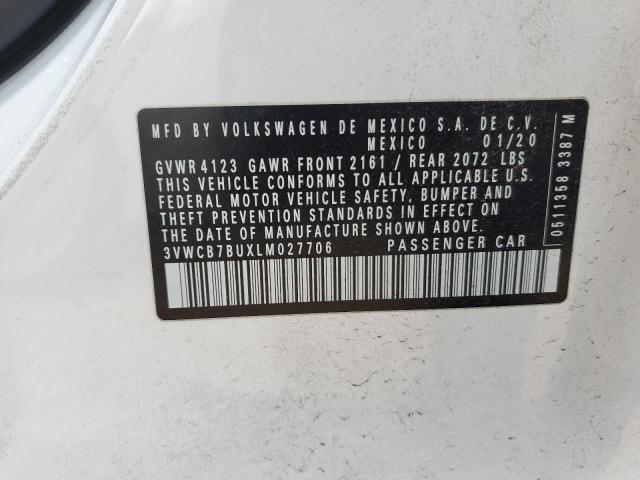 MFD BY VOLKSWAGEN DE MEXICO S.A. DE C.V.
MEXICO 01/20
GVWR 4123 GAWR FRONT 2161 / REAR 2072 LBS
THIS VEHICLE CONFORMS TO ALL APPLICABLE U.S.
FEDERAL MOTOR VEHICLE SAFETY, BUMPER AND
THEFT PREVENTION STANDARDS IN EFFECT ON
THE DATE OF MANUFACTURE SHOWN ABOVE.
3VWCB7BUXLM027706 PASSENGER CAR
0511358 3387 M